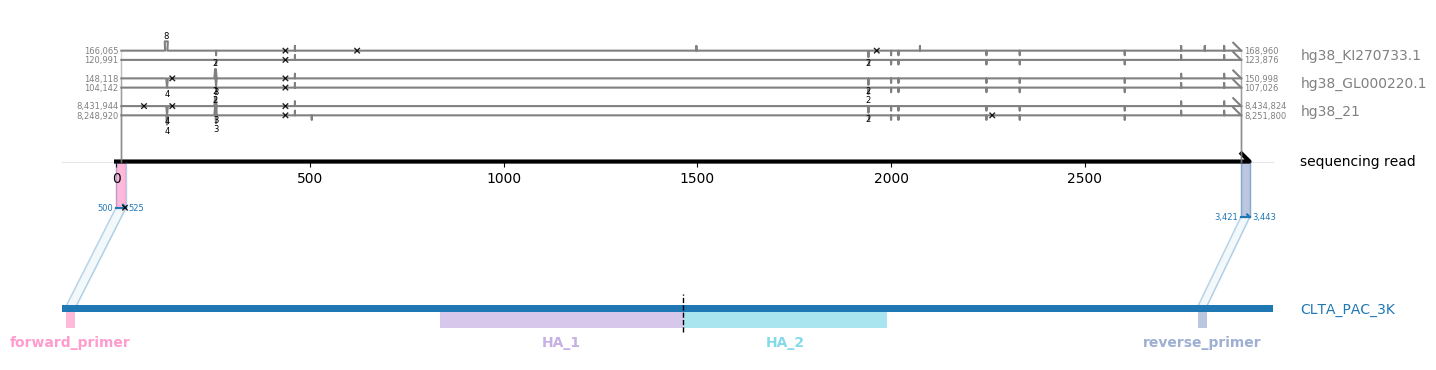 8
166,065 168,960
hg38_KI270733.1
120,991 2 2 123,876
148,118 150,998
hg38_GL000220.1
104,142 4 2 107,026
2
8,431,944 8,434,824
hg38_21
8,248,920 4 3 2 8,251,800
4 3
sequencing read
0 500 1000 1500 2000 2500
500 525
3,421 3,443
CLTA_PAC_3K
forward_primer HA_1 HA_2 reverse_primer